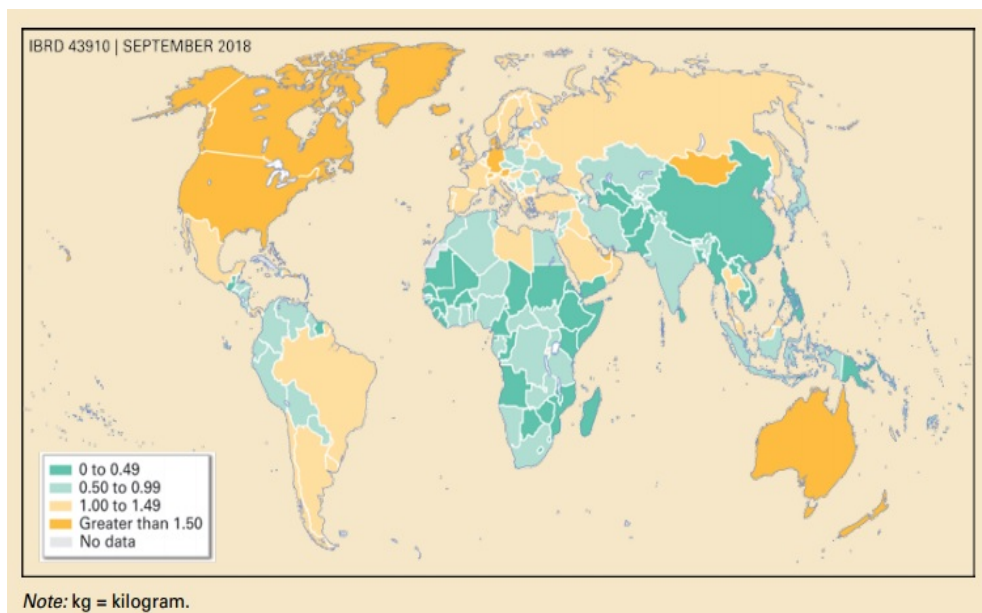 IBRD 43910 | SEPTEMBER 2018
0 to 0.49
0.50 to 0.99
1.00 to 1.49
Greater than 1.50
No data
Note: kg = kilogram.